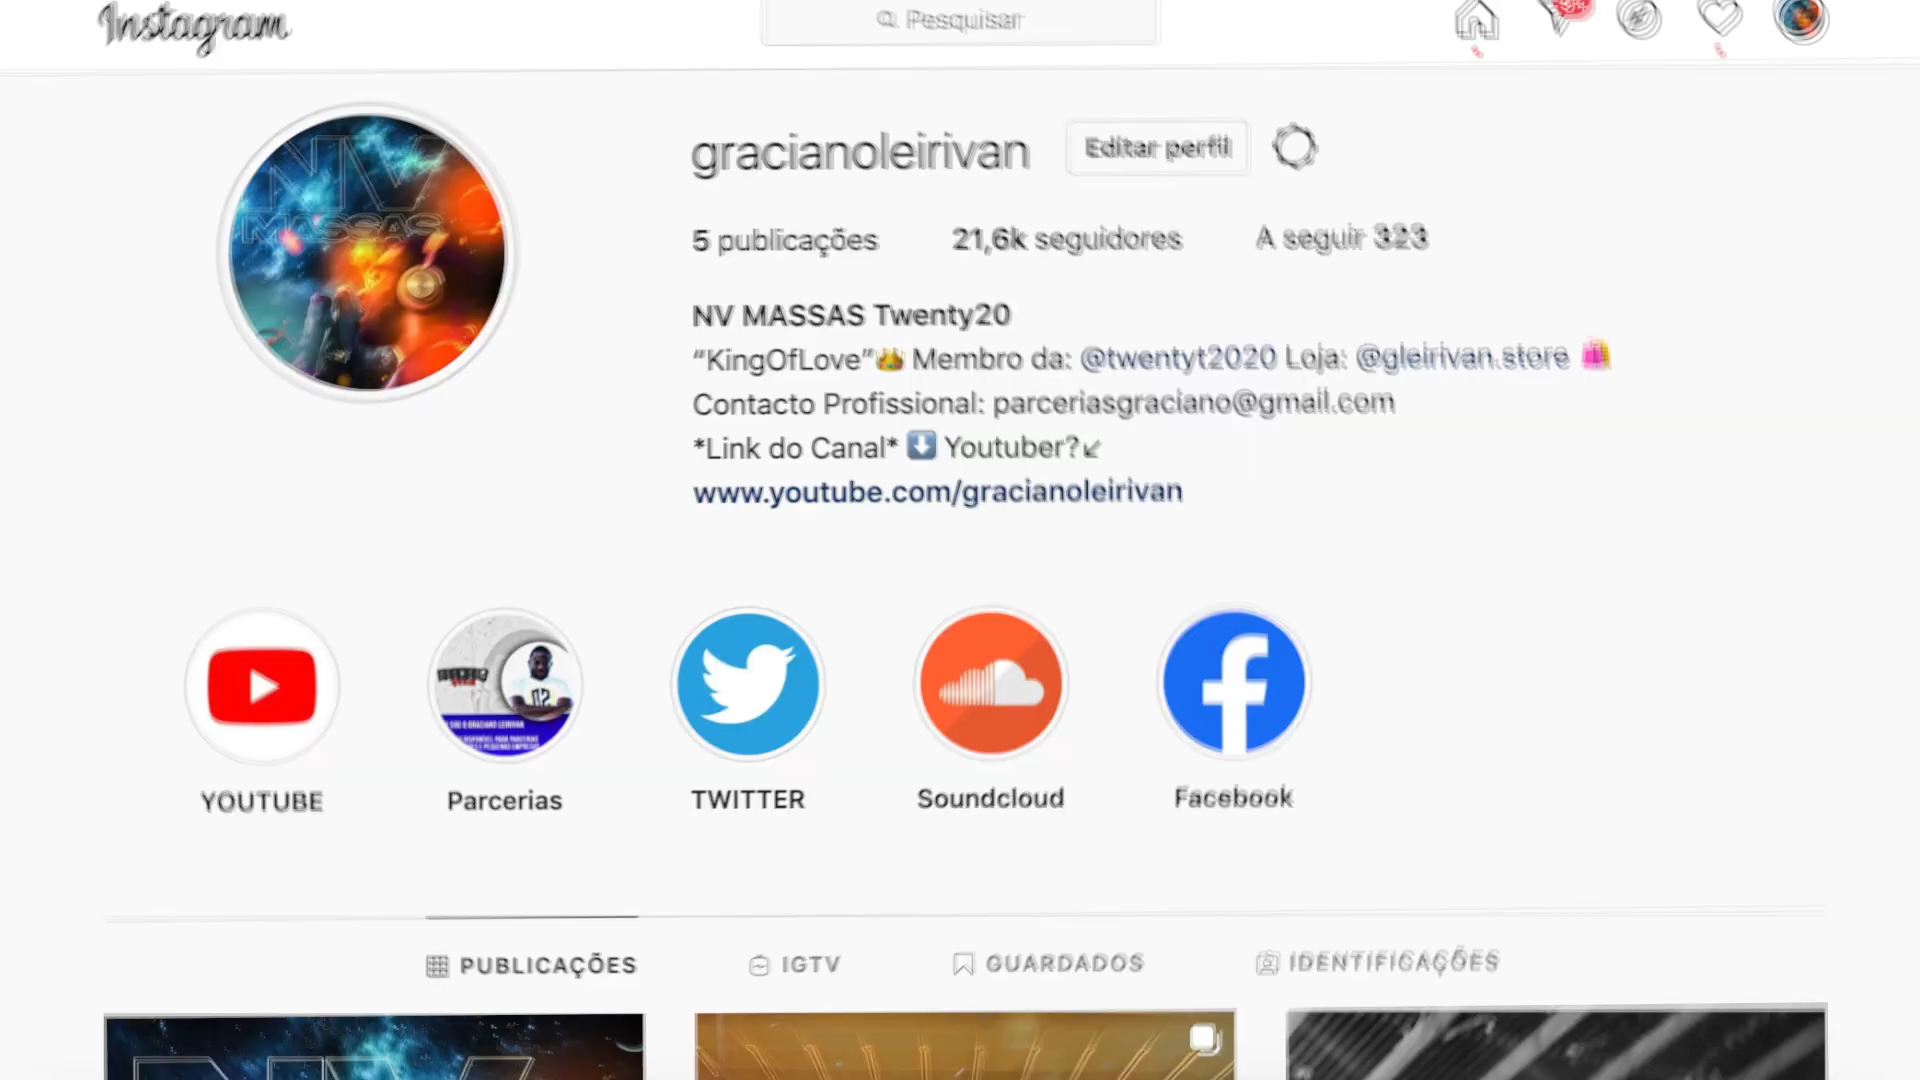 Instagram
Pesquisar
gracianoleirivan
Editar perfil
5 publicações
21,6k seguidores
A seguir 323
NV MASSAS Twenty20
“KingOfLove”👑 Membro da: @twentyt2020 Loja: @gleirivan.store 🛍️
Contacto Profissional: parceriasgraciano@gmail.com
*Link do Canal* ⬇️ Youtuber?↙
www.youtube.com/gracianoleirivan
NV
MASSAS
YOUTUBE
Parcerias
TWITTER
Soundcloud
Facebook
PUBLICAÇÕES
IGTV
GUARDADOS
IDENTIFICAÇÕES